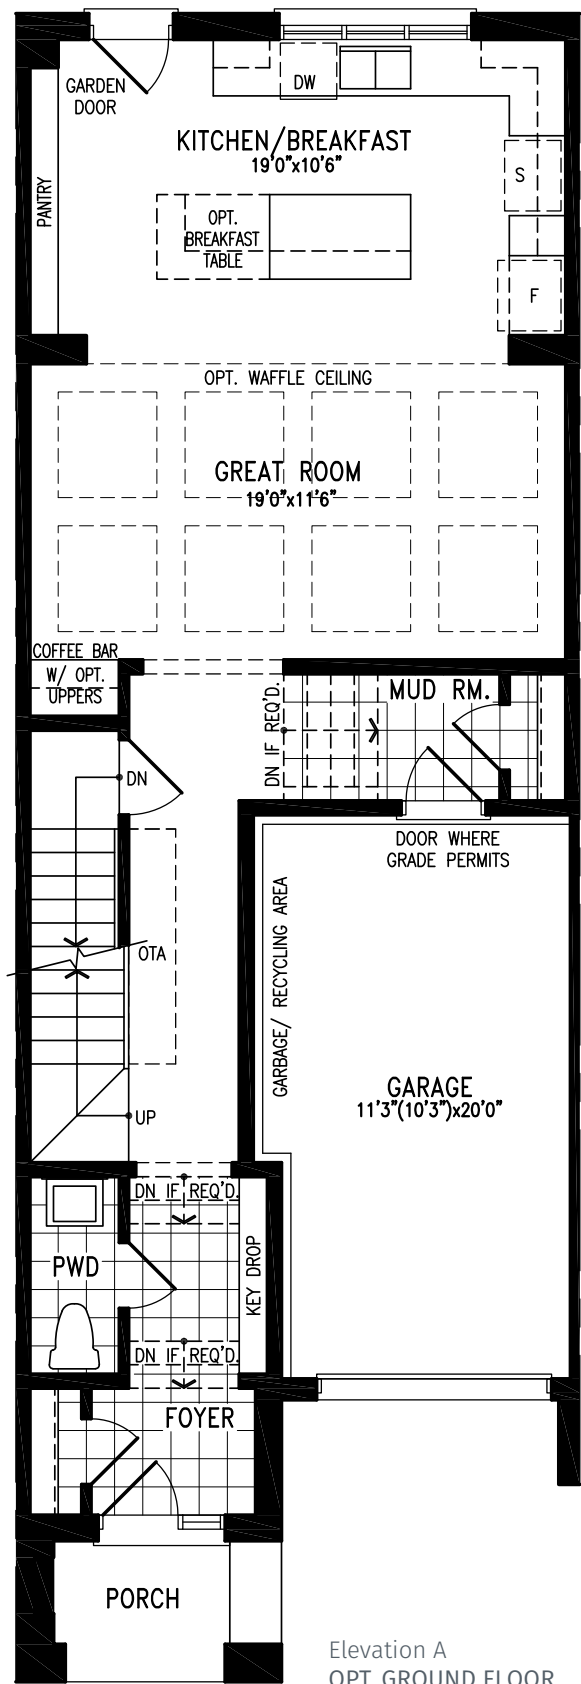 GARDEN
DOOR
DW
KITCHEN/BREAKFAST
19'0"x10'6"
PANTRY
S
OPT.
BREAKFAST
TABLE
F
OPT. WAFFLE CEILING
GREAT ROOM
19'0"x11'6"
COFFEE BAR
W/ OPT.
UPPERS
DN IF REQ'D.
MUD RM.
DN
DOOR WHERE
GRADE PERMITS
OTA
GARBAGE/ RECYCLING AREA
GARAGE
11'3"(10'3")x20'0"
UP
DN IF REQ'D.
PWD
KEY DROP
DN IF REQ'D.
FOYER
PORCH
Elevation A
OPT. GROUND FLOOR